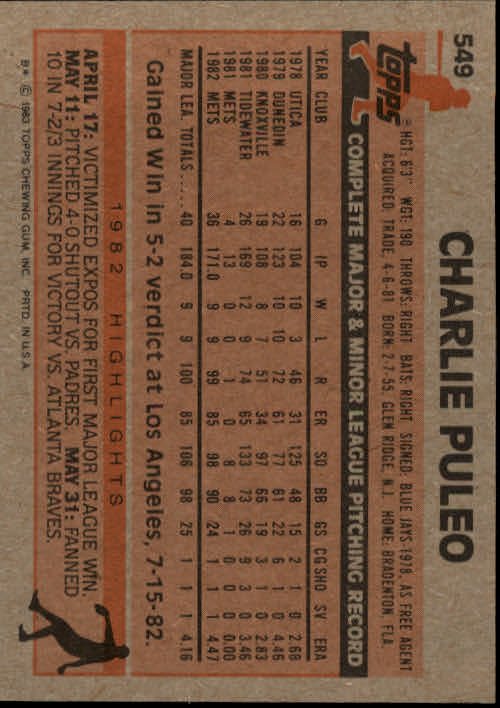 549
CHARLIE PULEO
topps
® HGT: 6'3" WGT: 190 THROWS: RIGHT BATS: RIGHT SIGNED: BLUE JAYS-1978, AS FREE AGENT
ACQUIRED: TRADE, 4-6-81 BORN: 2-7-55, GLEN RIDGE, N.J. HOME: BRADENTON, FLA.
COMPLETE MAJOR & MINOR LEAGUE PITCHING RECORD
YEAR CLUB G IP W L R ER SO BB GS CG SHO SV ERA
1978 UTICA 16 104 10 3 46 31 125 48 15 2 1 0 2.68
1979 DUNEDIN 22 123 10 10 72 61 77 61 22 6 1 0 4.46
1980 KNOXVILLE 19 108 8 7 51 34 97 66 19 3 1 0 2.83
1981 TIDEWATER 26 169 12 9 74 65 133 73 26 9 3 0 3.46
1981 METS 4 13 0 0 1 0 8 8 1 0 0 0 0.00
1982 METS 36 171.0 9 9 99 85 98 90 24 1 1 1 4.47
MAJOR LEA. TOTALS ..... 40 184.0 9 9 100 85 106 98 25 1 1 1 4.16
Gained Win in 5-2 verdict at Los Angeles, 7-15-82.
1982 HIGHLIGHTS
APRIL 17: VICTIMIZED EXPOS FOR FIRST MAJOR LEAGUE WIN.
MAY 11: PITCHED 4-0 SHUTOUT VS. PADRES. MAY 31: FANNED
10 IN 7-2/3 INNINGS FOR VICTORY VS. ATLANTA BRAVES.
B* © 1983 TOPPS CHEWING GUM, INC. PRTD. IN U.S.A.